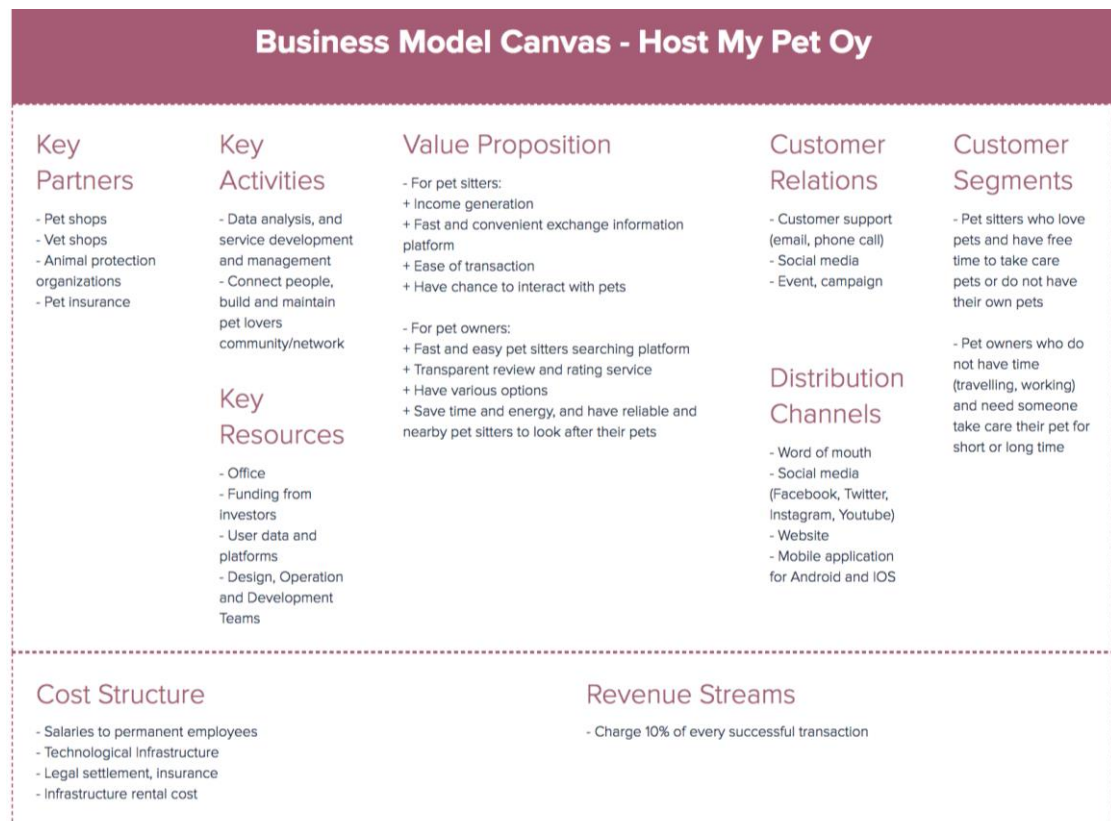 Business Model Canvas - Host My Pet Oy
Key
Partners
- Pet shops
- Vet shops
- Animal protection
organizations
- Pet insurance
Key
Activities
- Data analysis, and
service development
and management
- Connect people,
build and maintain
pet lovers
community/network
Key
Resources
- Office
- Funding from
investors
- User data and
platforms
- Design, Operation
and Development
Teams
Value Proposition
- For pet sitters:
+ Income generation
+ Fast and convenient exchange information
platform
+ Ease of transaction
+ Have chance to interact with pets
- For pet owners:
+ Fast and easy pet sitters searching platform
+ Transparent review and rating service
+ Have various options
+ Save time and energy, and have reliable and
nearby pet sitters to look after their pets
Customer
Relations
- Customer support
(email, phone call)
- Social media
- Event, campaign
Distribution
Channels
- Word of mouth
- Social media
(Facebook, Twitter,
Instagram, Youtube)
- Website
- Mobile application
for Android and IOS
Customer
Segments
- Pet sitters who love
pets and have free
time to take care
pets or do not have
their own pets
- Pet owners who do
not have time
(travelling, working)
and need someone
take care their pet for
short or long time
Cost Structure
- Salaries to permanent employees
- Technological Infrastructure
- Legal settlement, insurance
- Infrastructure rental cost
Revenue Streams
- Charge 10% of every successful transaction